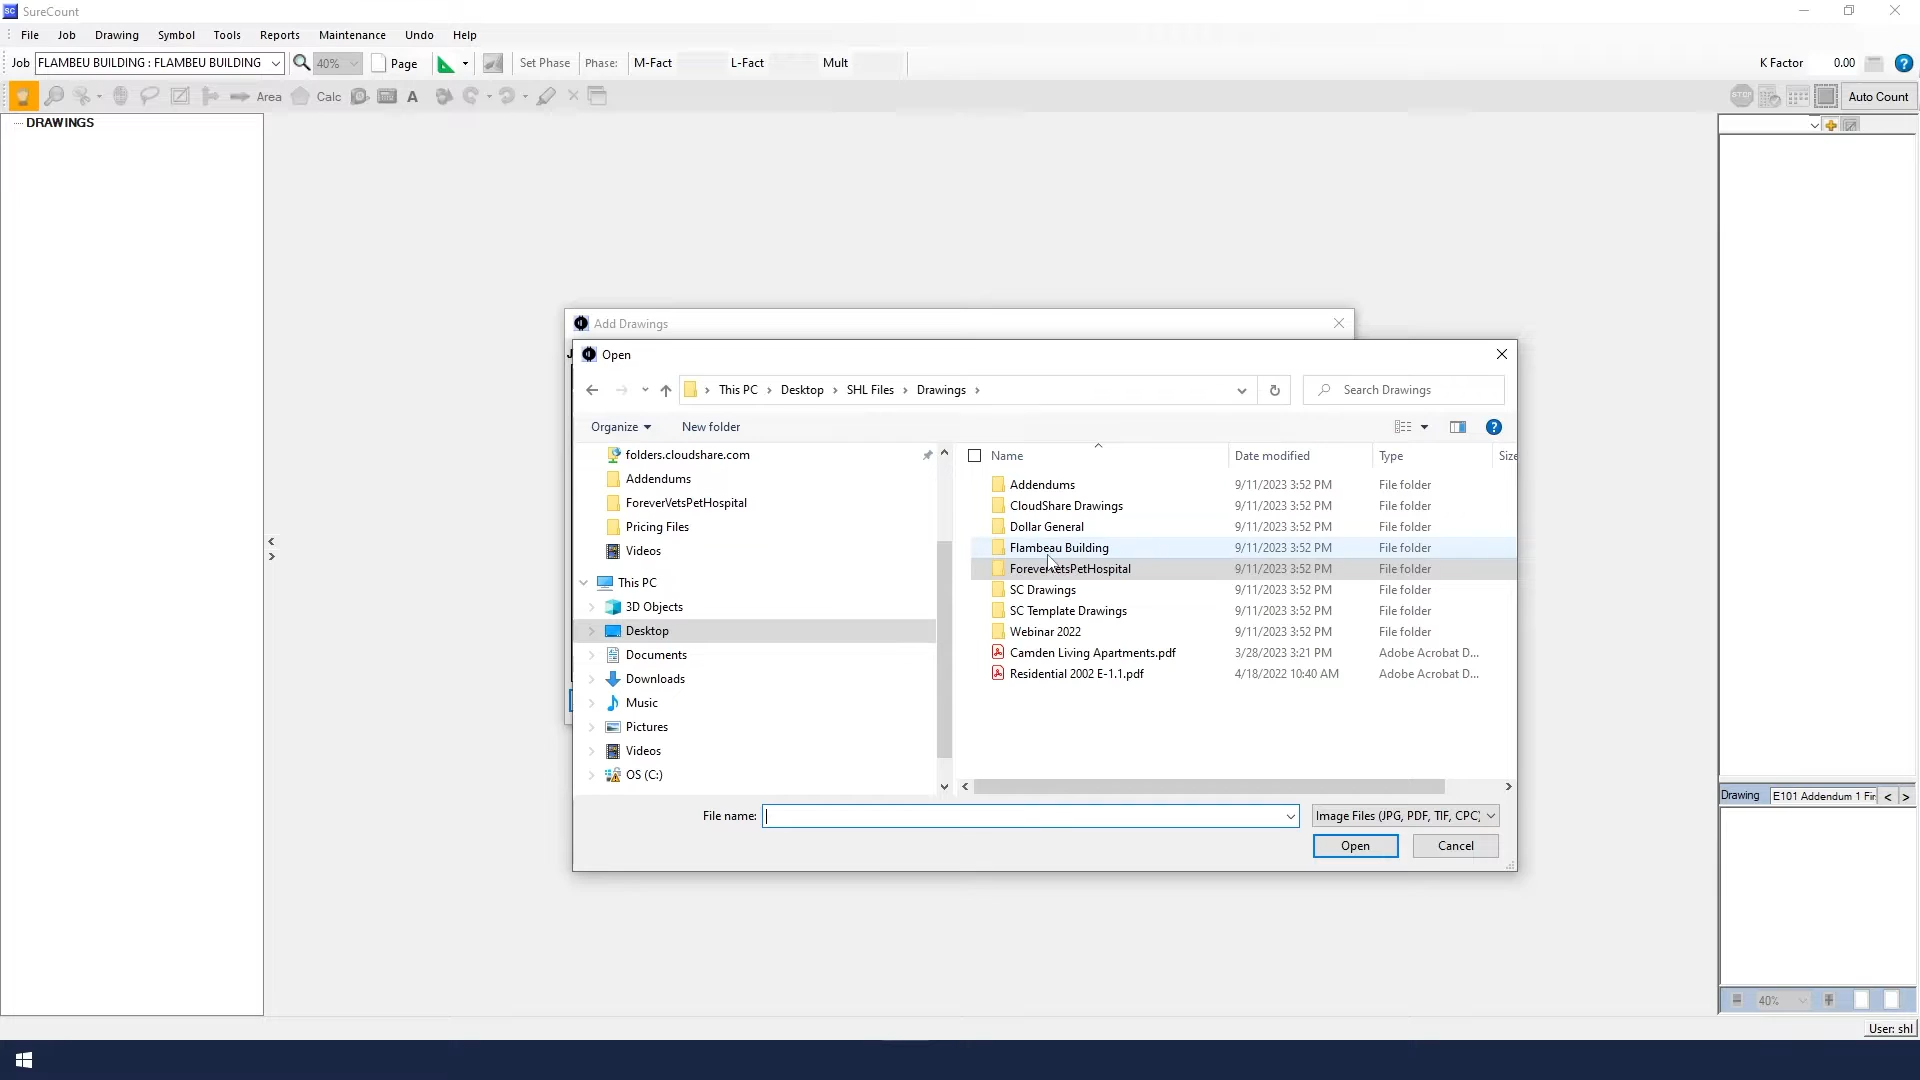 SureCount
File Job Drawing Symbol Tools Reports Maintenance Undo Help
Job FLAMBEU BUILDING : FLAMBEU BUILDING 40% Page Set Phase Phase: M-Fact L-Fact Mult K Factor 0.00
Area Calc A STOP Auto Count
DRAWINGS
Add Drawings
Open
This PC > Desktop > SHL Files > Drawings >
Search Drawings
Organize New folder
folders.cloudshare.com
Addendums
ForeverVetsPetHospital
Pricing Files
Videos
This PC
3D Objects
Desktop
Documents
Downloads
Music
Pictures
Videos
OS (C:)
Name Date modified Type Size
Addendums 9/11/2023 3:52 PM File folder
CloudShare Drawings 9/11/2023 3:52 PM File folder
Dollar General 9/11/2023 3:52 PM File folder
Flambeau Building 9/11/2023 3:52 PM File folder
ForeverVetsPetHospital 9/11/2023 3:52 PM File folder
SC Drawings 9/11/2023 3:52 PM File folder
SC Template Drawings 9/11/2023 3:52 PM File folder
Webinar 2022 9/11/2023 3:52 PM File folder
Camden Living Apartments.pdf 3/28/2023 3:21 PM Adobe Acrobat D...
Residential 2002 E-1.1.pdf 4/18/2022 10:40 AM Adobe Acrobat D...
File name: Image Files (JPG, PDF, TIF, CPC)
Open Cancel
Drawing E101 Addendum 1 Fir < >
40%
User: shl